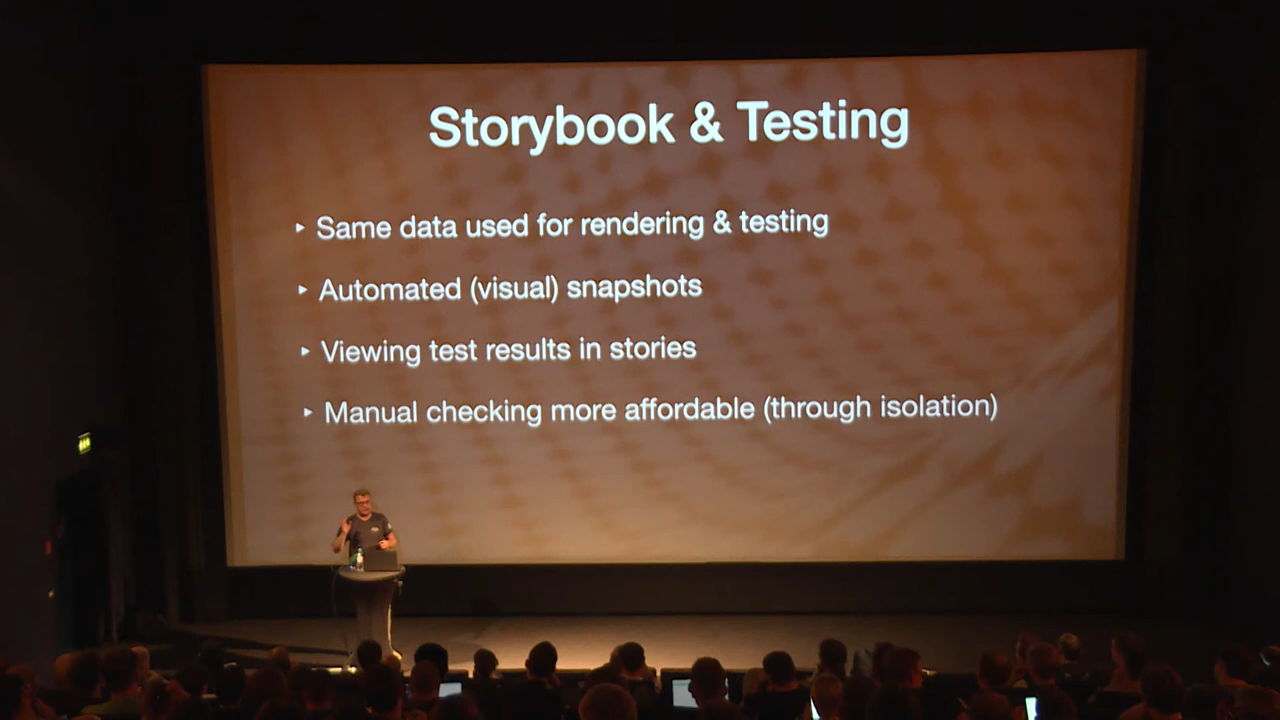 Storybook & Testing
‣ Same data used for rendering & testing
‣ Automated (visual) snapshots
‣ Viewing test results in stories
‣ Manual checking more affordable (through isolation)